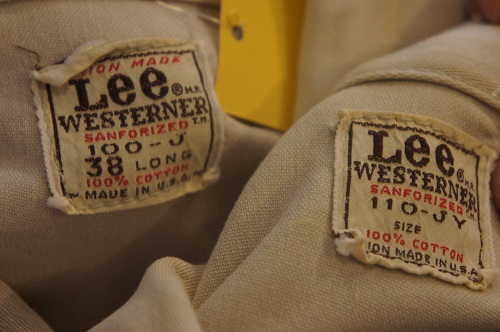 ION MADE
Lee® M.R.
WESTERNER T.M.
SANFORIZED
100-J
38 LONG
100% COTTON
MADE IN U.S.A.
Lee® M.R.
WESTERNER
SANFORIZED
110-JY
SIZE
100% COTTON
ION MADE IN U.S.A.